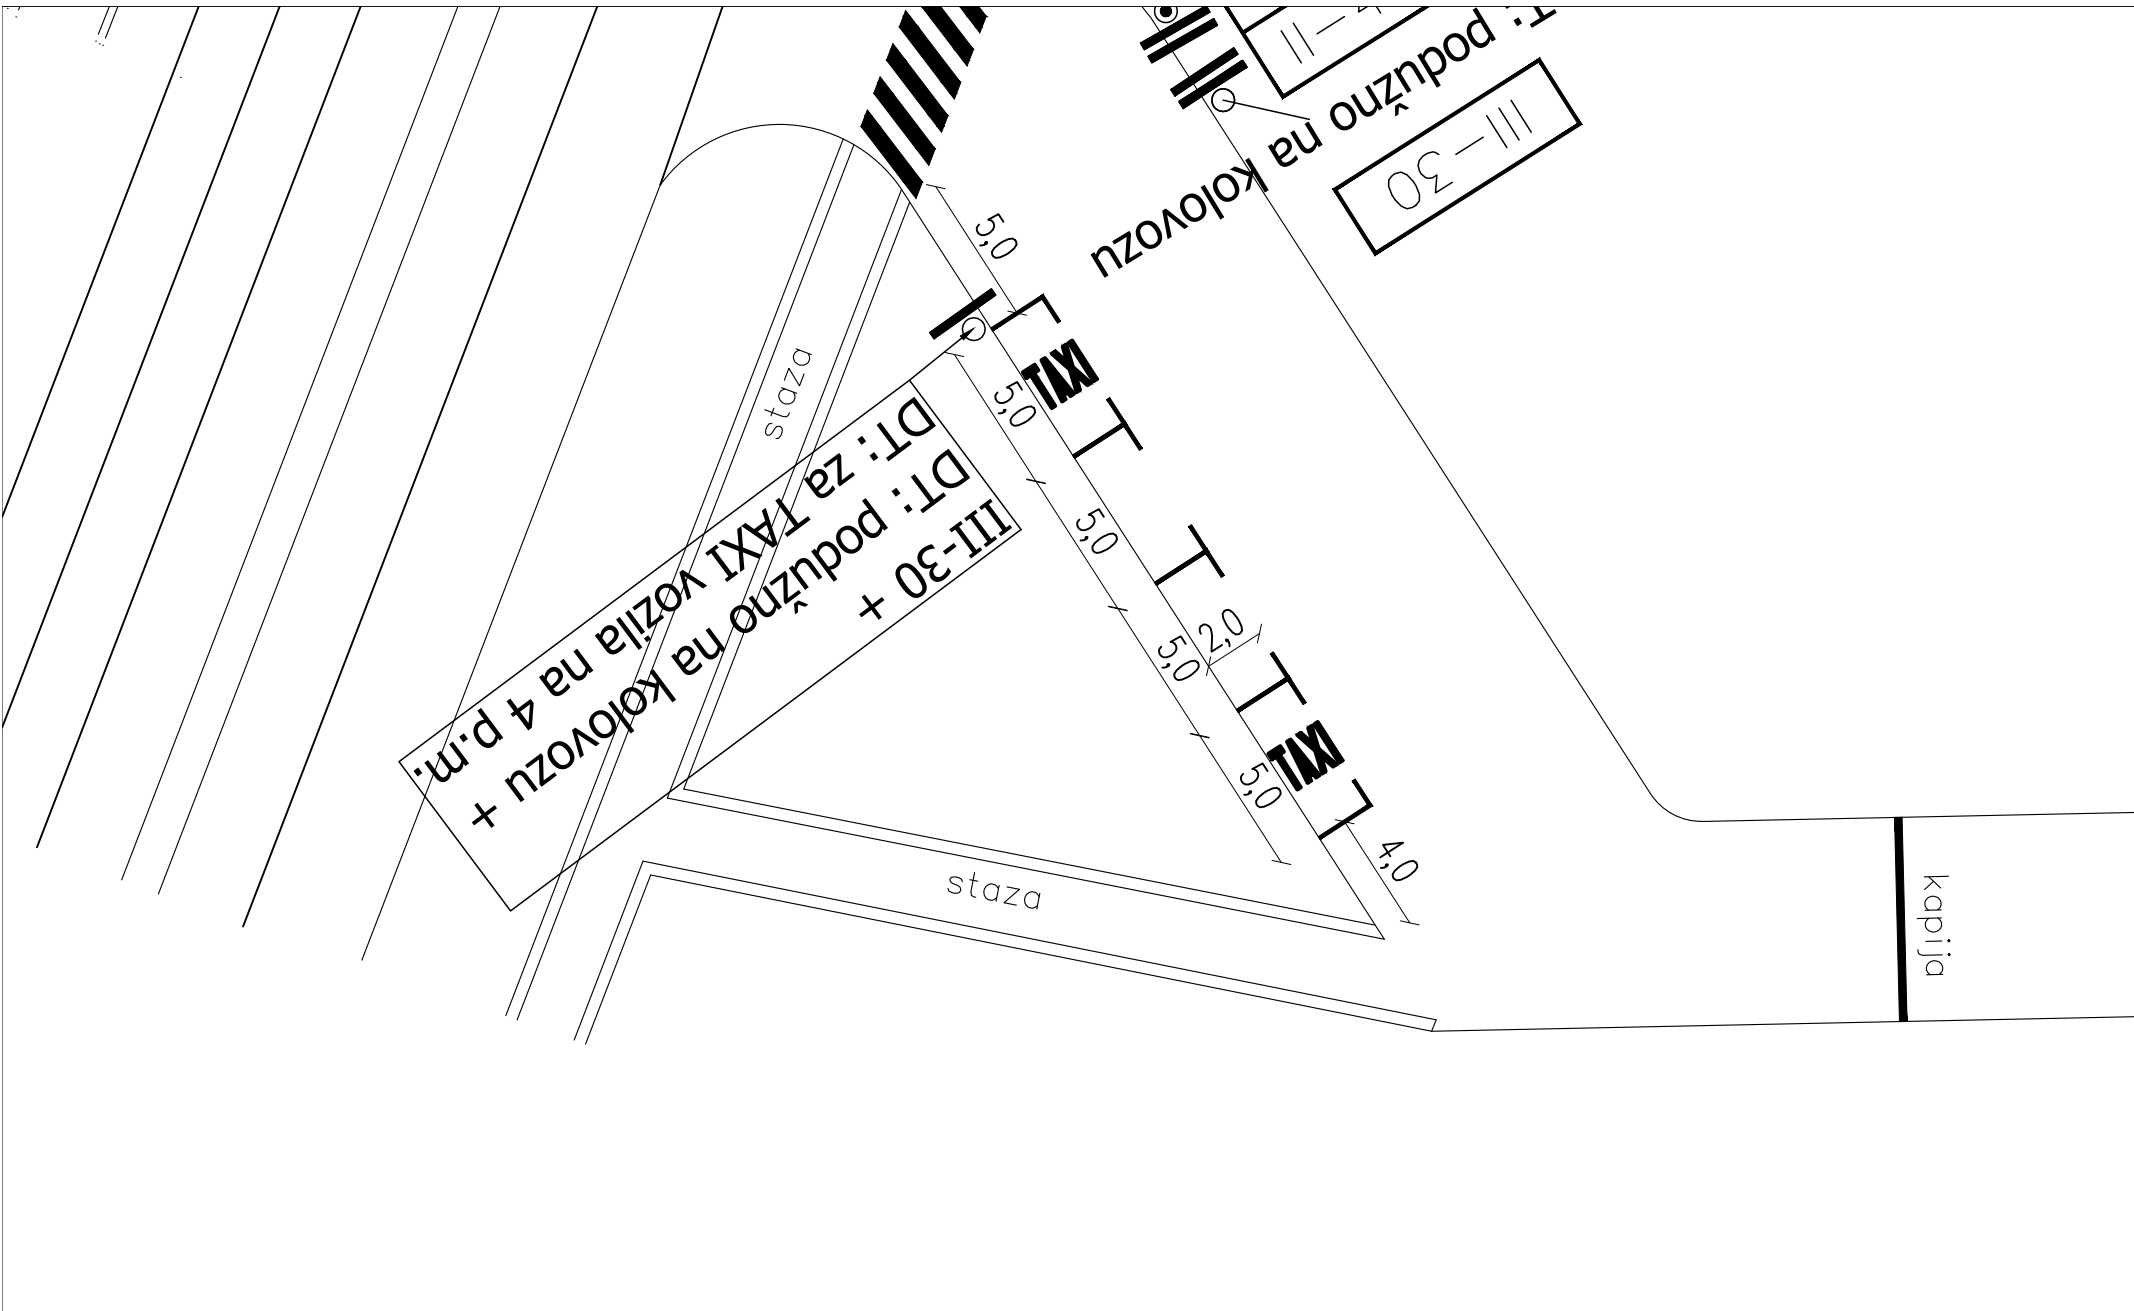 III-30 +
DT: podužno na kolovozu +
DT: za TAXI vozila na 4 p.m.
III-30
podužno na kolovozu
staza
staza
kapija
TAXI
TAXI
5,0
5,0
5,0
5,0
5,0
2,0
4,0